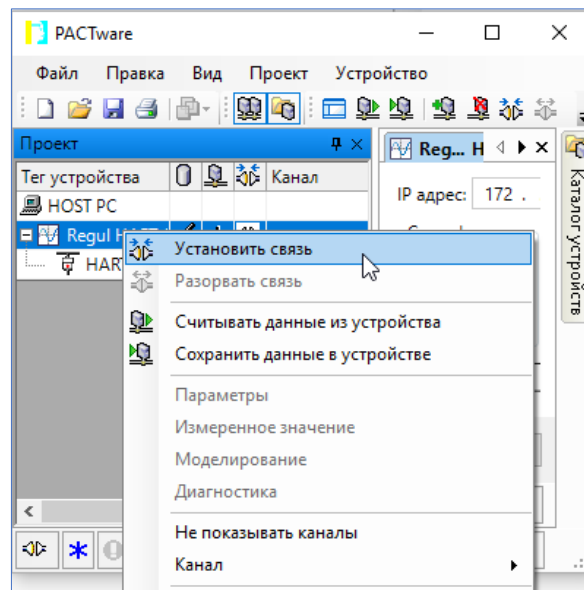 PACTware
Файл Правка Вид Проект Устройство
Проект
Reg... H
Тег устройства Канал
IP адрес: 172 .
HOST PC
Каталог устройств
Regul
HAR
Установить связь
Разорвать связь
Считывать данные из устройства
Сохранить данные в устройстве
Параметры
Измеренное значение
Моделирование
Диагностика
Не показывать каналы
Канал